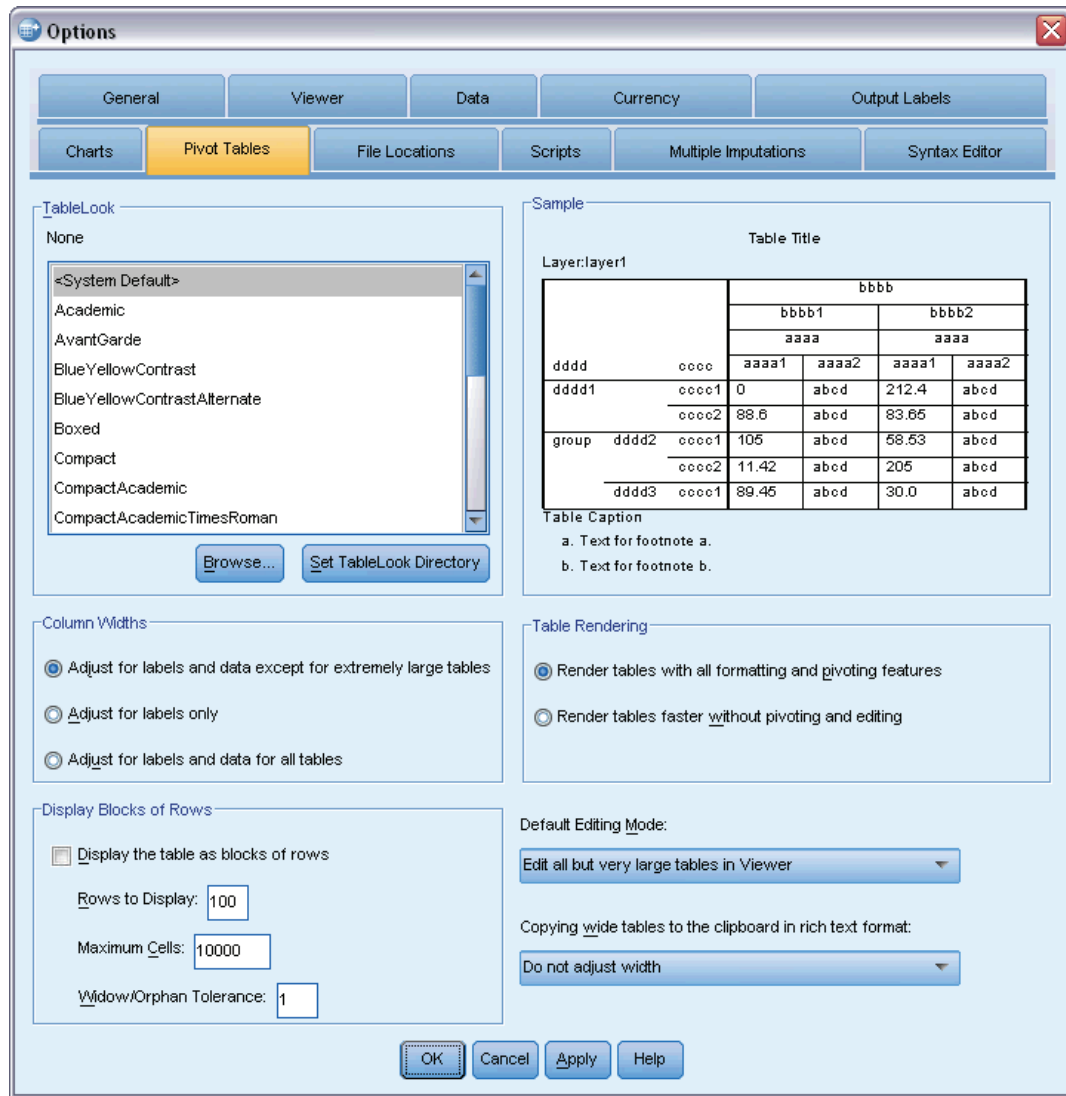 Options
General Viewer Data Currency Output Labels
Charts Pivot Tables File Locations Scripts Multiple Imputations Syntax Editor
TableLook
None
<System Default>
Academic
AvantGarde
BlueYellowContrast
BlueYellowContrastAlternate
Boxed
Compact
CompactAcademic
CompactAcademicTimesRoman
Browse... Set TableLook Directory
Sample
Table Title
Layer:layer1
bbbb
bbbb1 bbbb2
aaaa aaaa
dddd cccc aaaa1 aaaa2 aaaa1 aaaa2
dddd1 cccc1 0 abcd 212.4 abcd
cccc2 88.6 abcd 83.65 abcd
group dddd2 cccc1 105 abcd 58.53 abcd
cccc2 11.42 abcd 205 abcd
dddd3 cccc1 89.45 abcd 30.0 abcd
Table Caption
a. Text for footnote a.
b. Text for footnote b.
Column Widths
Adjust for labels and data except for extremely large tables
Adjust for labels only
Adjust for labels and data for all tables
Table Rendering
Render tables with all formatting and pivoting features
Render tables faster without pivoting and editing
Display Blocks of Rows
Display the table as blocks of rows
Rows to Display: 100
Maximum Cells: 10000
Widow/Orphan Tolerance: 1
Default Editing Mode:
Edit all but very large tables in Viewer
Copying wide tables to the clipboard in rich text format:
Do not adjust width
OK Cancel Apply Help